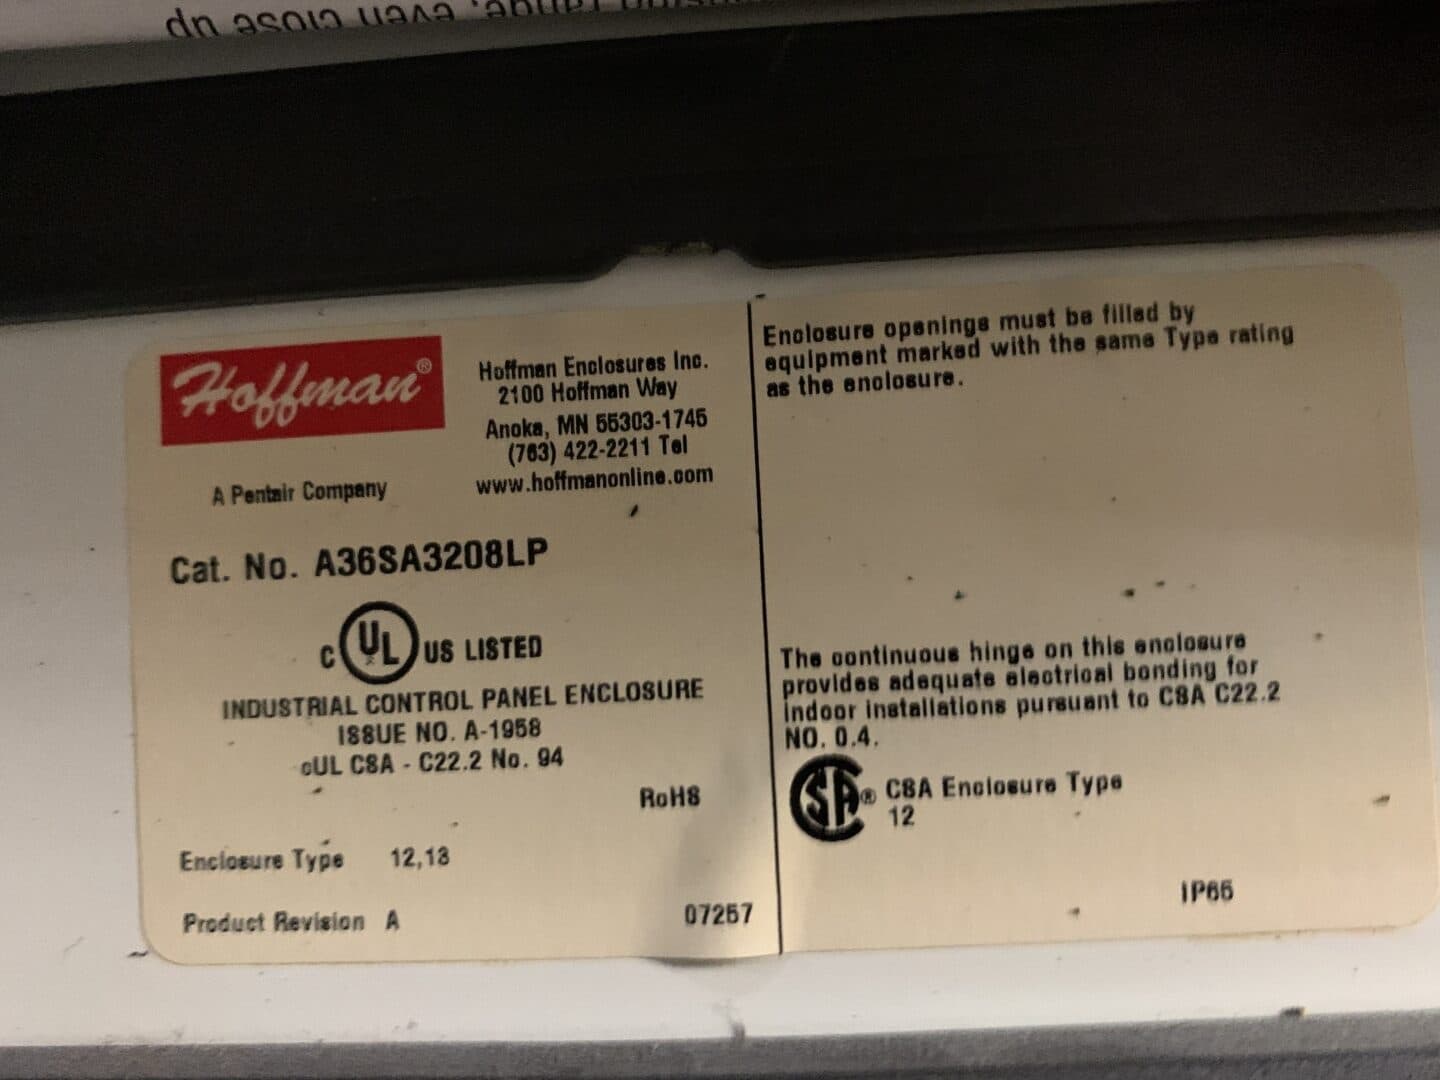 even close up
Hoffman®
A Pentair Company
Hoffman Enclosures Inc.
2100 Hoffman Way
Anoka, MN 55303-1745
(763) 422-2211 Tel
www.hoffmanonline.com
Cat. No. A36SA3208LP
c UL US LISTED
INDUSTRIAL CONTROL PANEL ENCLOSURE
ISSUE NO. A-1958
cUL CSA - C22.2 No. 94
RoHS
Enclosure Type 12,13
Product Revision A
07257
Enclosure openings must be filled by
equipment marked with the same Type rating
as the enclosure.
The continuous hinge on this enclosure
provides adequate electrical bonding for
indoor installations pursuant to CSA C22.2
NO. 0.4.
SA® CSA Enclosure Type
12
IP65